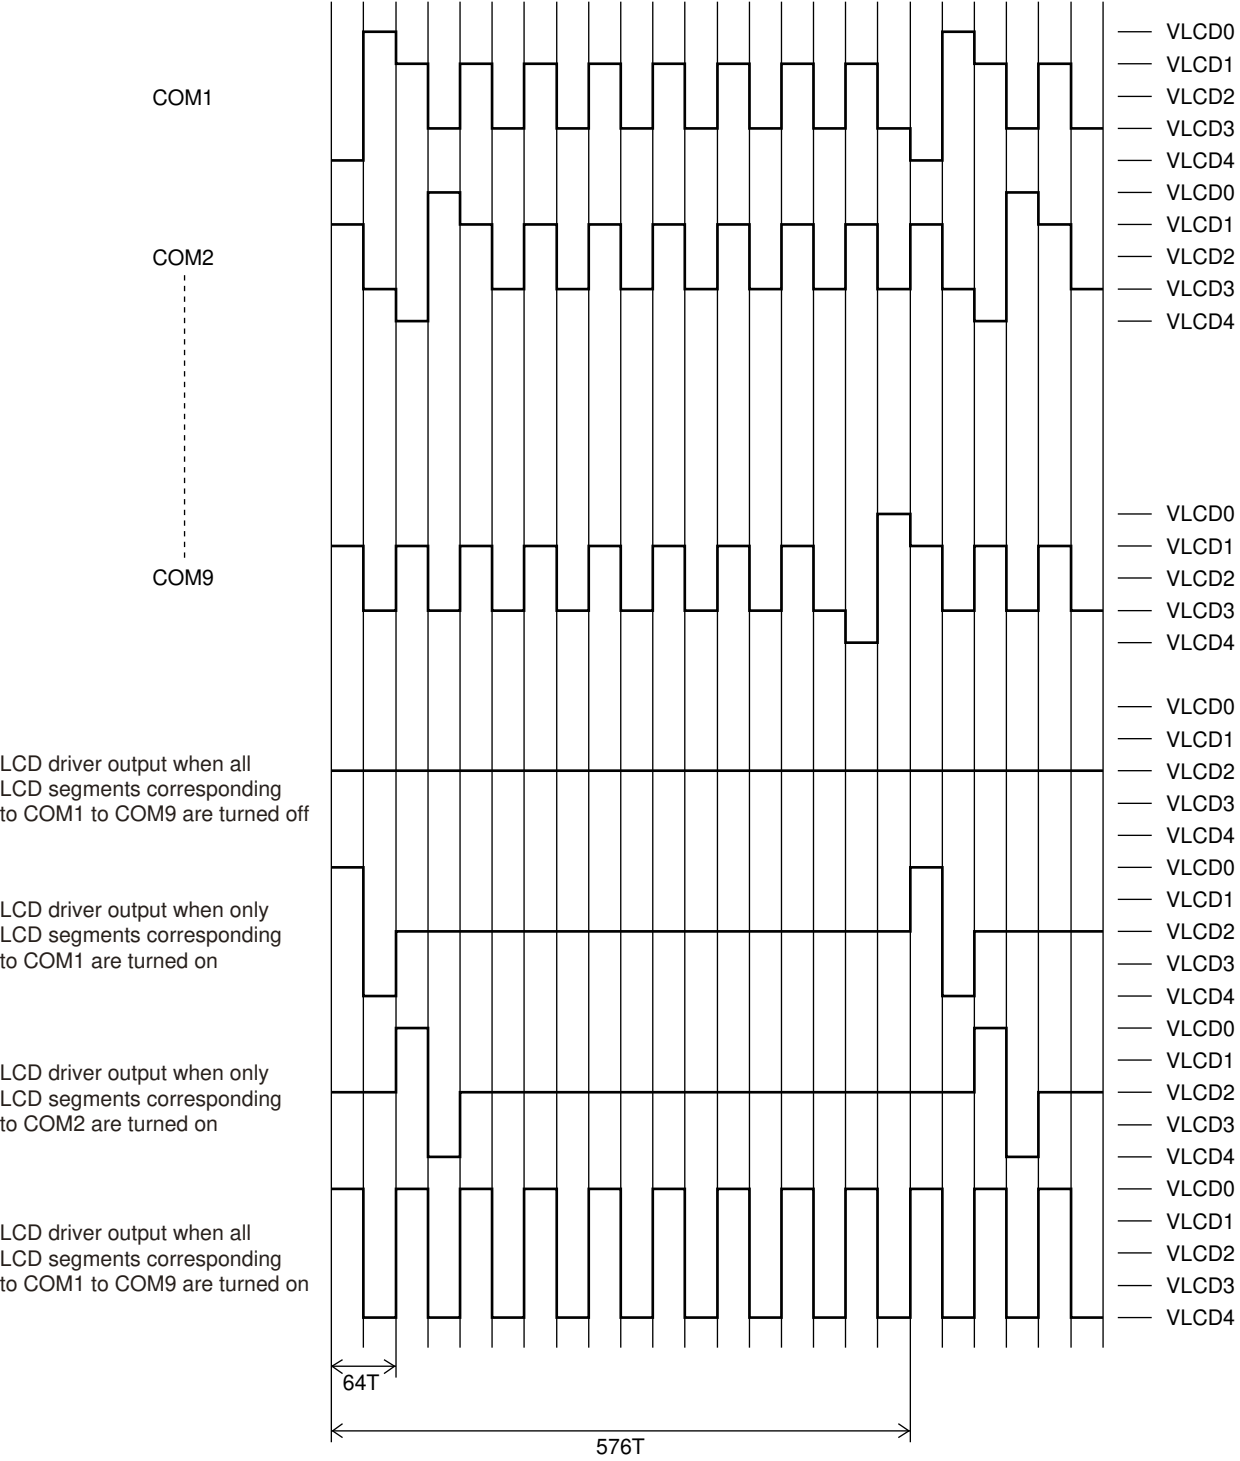 VLCD0
VLCD1
COM1
VLCD2
VLCD3
VLCD4
VLCD0
VLCD1
COM2
VLCD2
VLCD3
VLCD4
VLCD0
VLCD1
COM9
VLCD2
VLCD3
VLCD4
VLCD0
VLCD1
LCD driver output when all
LCD segments corresponding
to COM1 to COM9 are turned off
VLCD2
VLCD3
VLCD4
VLCD0
VLCD1
LCD driver output when only
LCD segments corresponding
to COM1 are turned on
VLCD2
VLCD3
VLCD4
VLCD0
VLCD1
LCD driver output when only
LCD segments corresponding
to COM2 are turned on
VLCD2
VLCD3
VLCD4
VLCD0
VLCD1
LCD driver output when all
LCD segments corresponding
to COM1 to COM9 are turned on
VLCD2
VLCD3
VLCD4
64T
576T